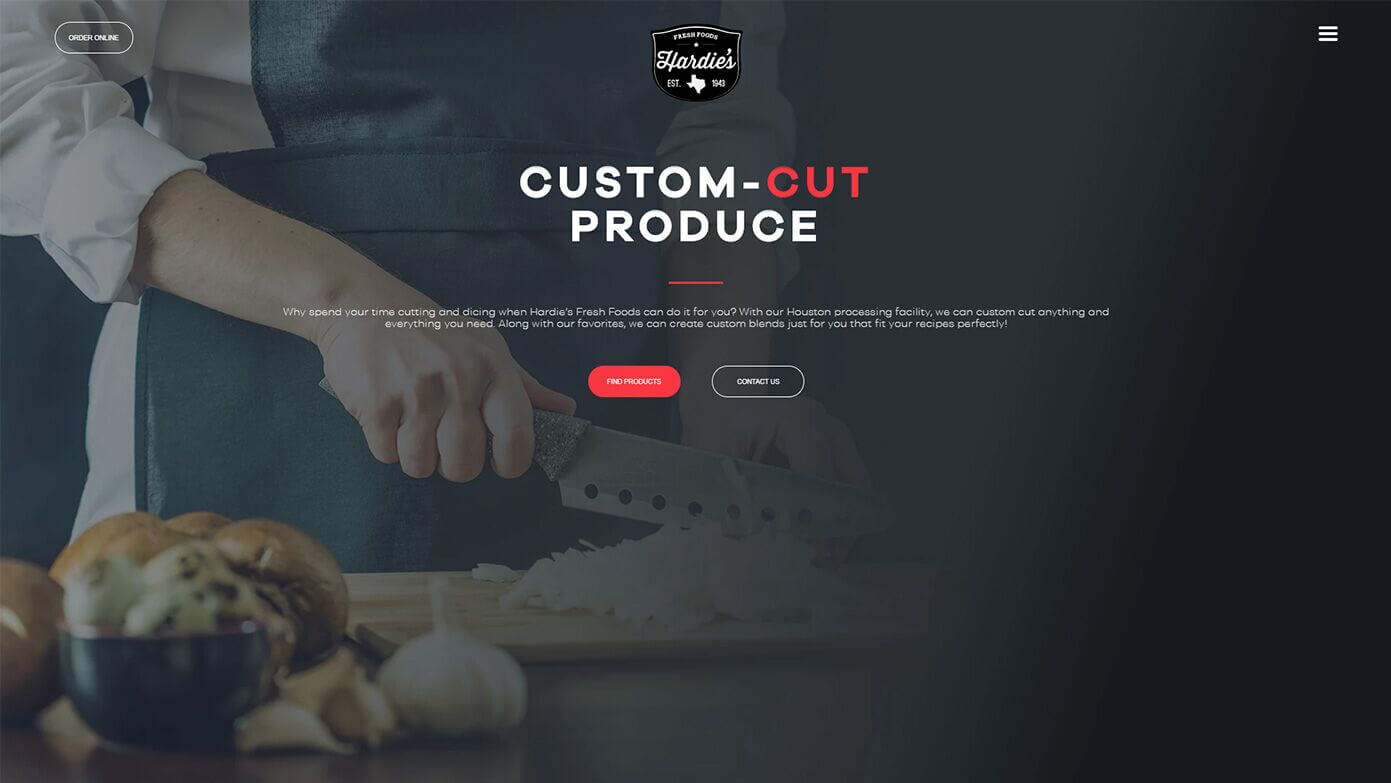 ORDER ONLINE
FRESH FOODS
Hardie's
EST. 1943
CUSTOM-CUT
PRODUCE
Why spend your time cutting and dicing when Hardie's Fresh Foods can do it for you? With our Houston processing facility, we can custom cut anything and
everything you need. Along with our favorites, we can create custom blends just for you that fit your recipes perfectly!
FIND PRODUCTS
CONTACT US